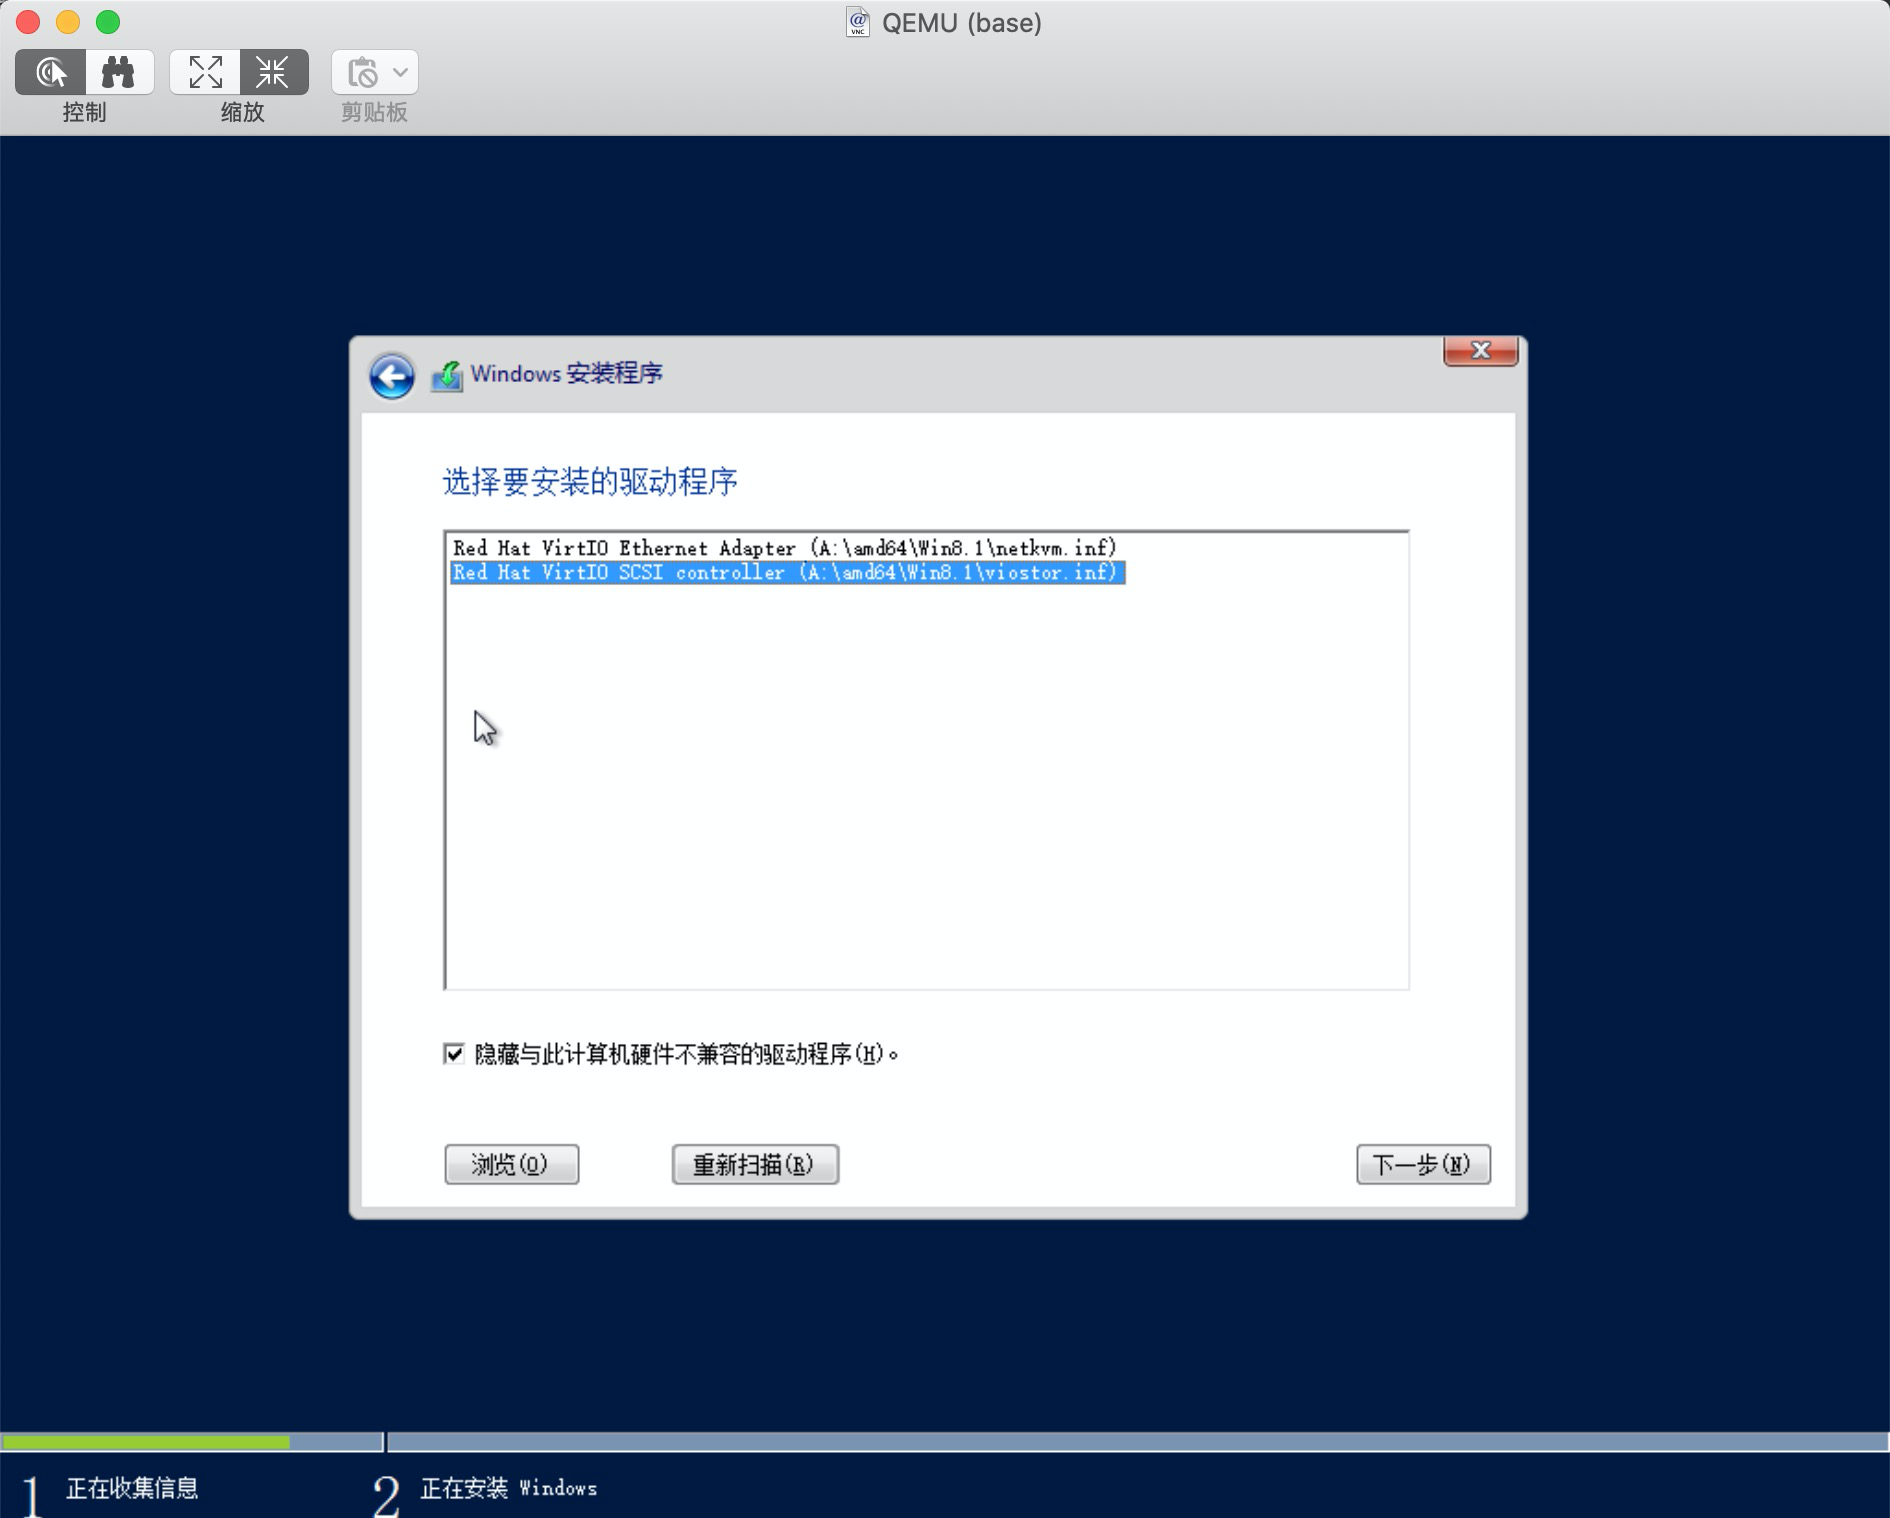 QEMU (base)
控制
缩放
剪贴板
Windows 安装程序
选择要安装的驱动程序
Red Hat VirtIO Ethernet Adapter (A:\amd64\Win8.1\netkvm.inf)
Red Hat VirtIO SCSI controller (A:\amd64\Win8.1\viostor.inf)
隐藏与此计算机硬件不兼容的驱动程序(H)。
浏览(O)
重新扫描(R)
下一步(N)
1 正在收集信息
2 正在安装 Windows